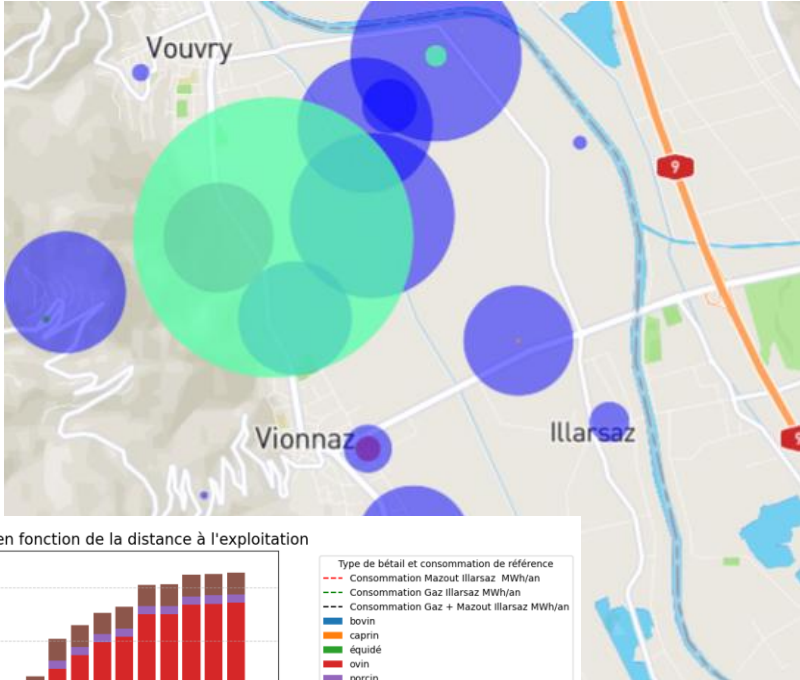 Vouvry
9
Vionnaz
Illarsaz
9
en fonction de la distance à l'exploitation
Type de bétail et consommation de référence
Consommation Mazout Illarsaz MWh/an
Consommation Gaz Illarsaz MWh/an
Consommation Gaz + Mazout Illarsaz MWh/an
bovin
caprin
équidé
ovin
porcin